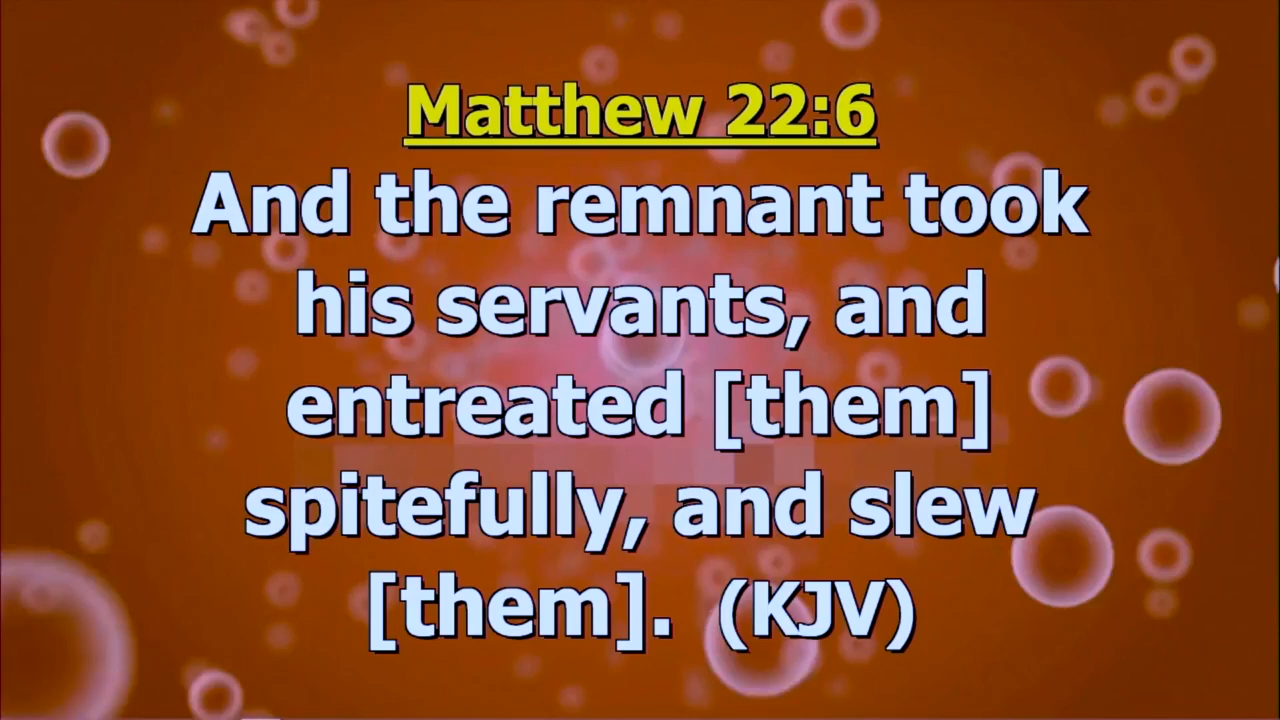 Matthew 22:6
And the remnant took
his servants, and
entreated [them]
spitefully, and slew
[them]. (KJV)